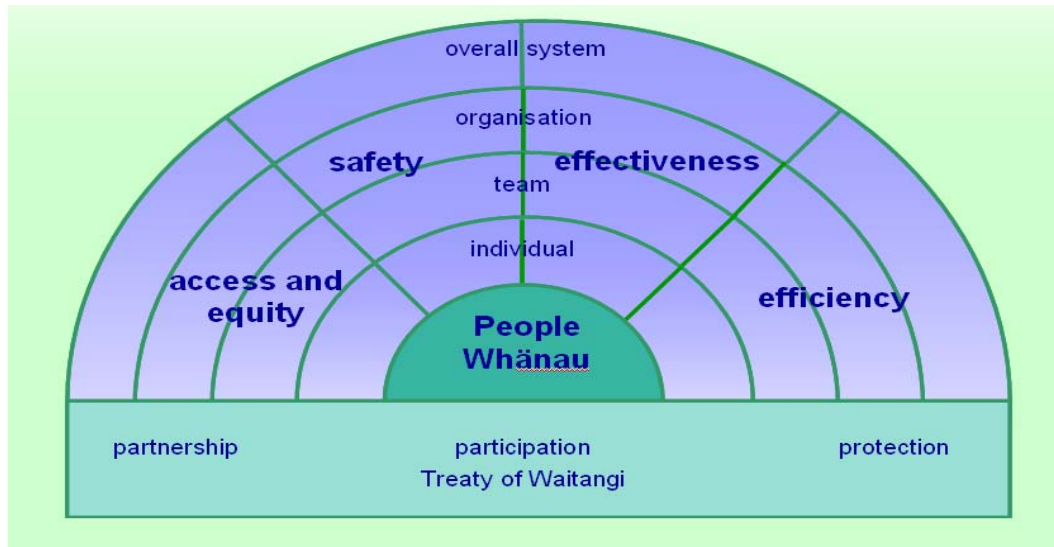 overall system
organisation
safety
effectiveness
team
individual
access and
equity
efficiency
People
Whänau
partnership
participation
protection
Treaty of Waitangi